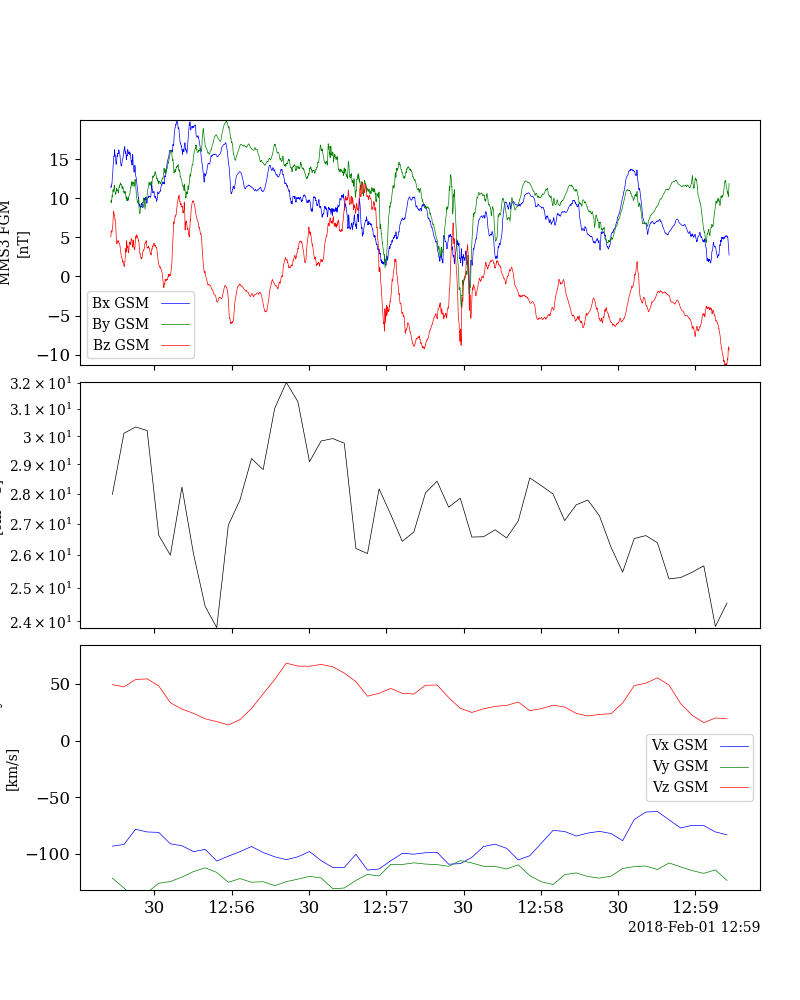 MMS3 FGM
[nT]
15
10
5
0
−5
−10
Bx GSM
By GSM
Bz GSM
3.2 × 10¹
3.1 × 10¹
3 × 10¹
2.9 × 10¹
2.8 × 10¹
2.7 × 10¹
2.6 × 10¹
2.5 × 10¹
2.4 × 10¹
50
0
−50
−100
[km/s]
Vx GSM
Vy GSM
Vz GSM
30 12:56 30 12:57 30 12:58 30 12:59
2018-Feb-01 12:59